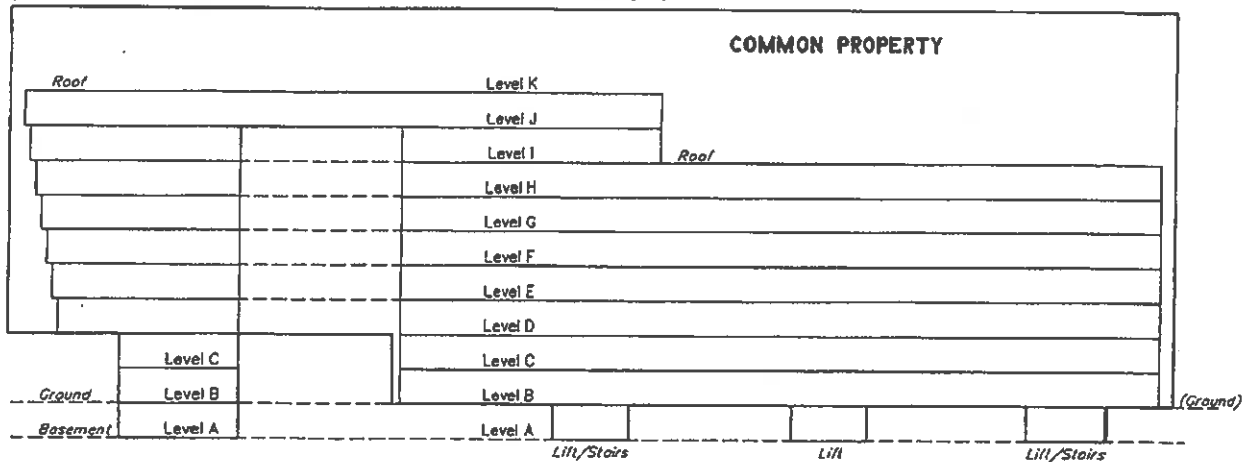 COMMON PROPERTY
Roof
Level K
Level J
Level I
Roof
Level H
Level G
Level F
Level E
Level D
Level C
Level C
Ground
Level B
Level B
(Ground)
Basement
Level A
Level A
Lift/Stairs
Lift
Lift/Stairs